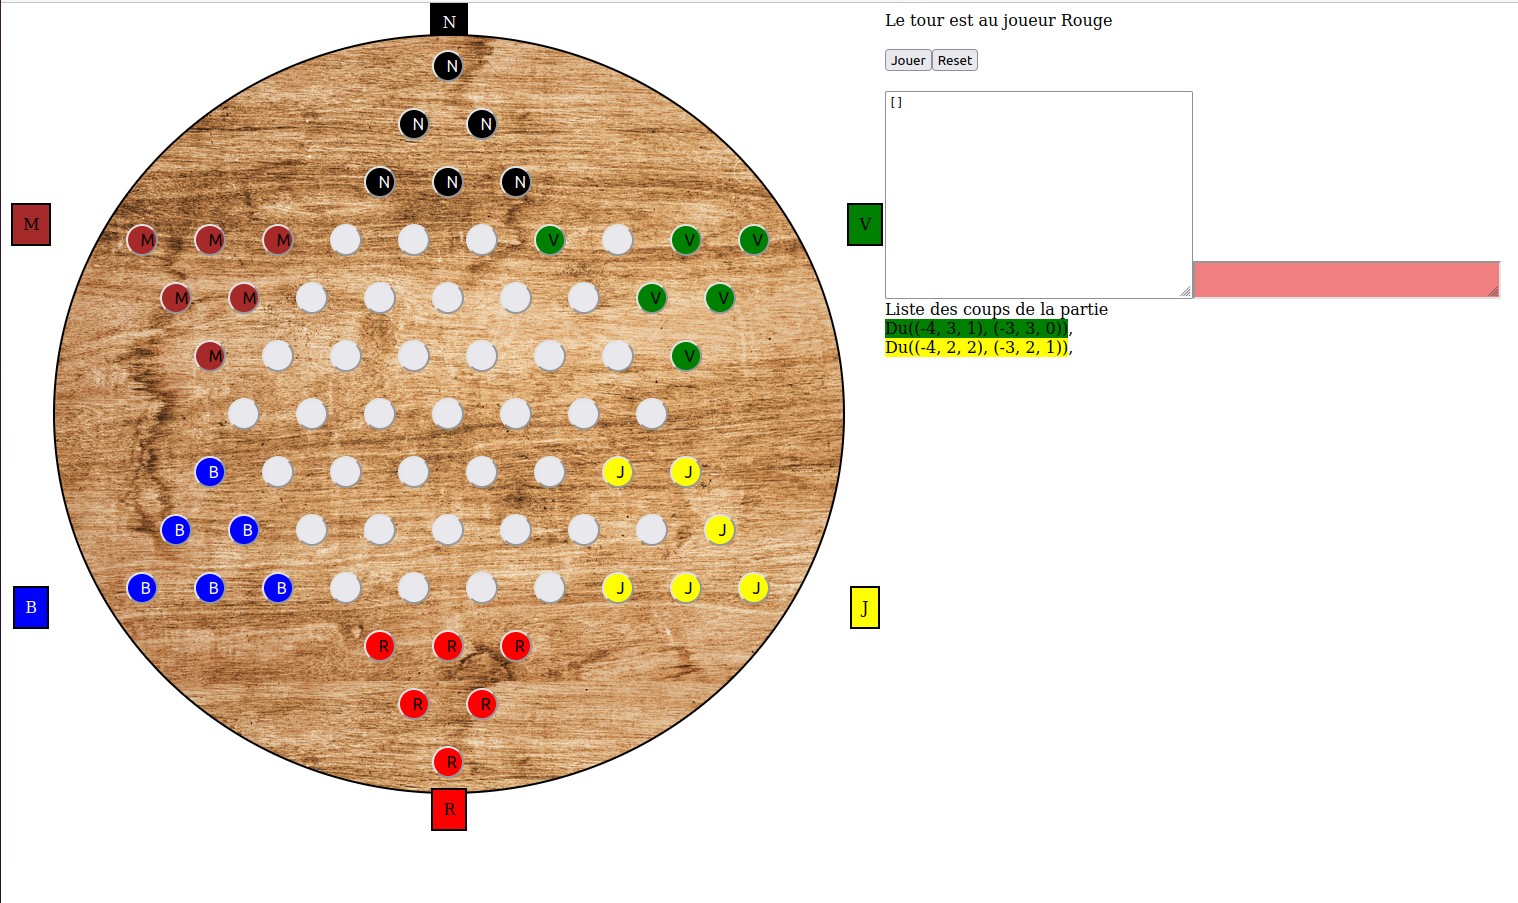 N
Le tour est au joueur Rouge
Jouer Reset
N
[]
N N
N N N
M V
M M M V V V
M M V V
Liste des coups de la partie
Du((-4, 3, 1), (-3, 3, 0)),
Du((-4, 2, 2), (-3, 2, 1)),
M V
B J J
B B J
B B B J J J
B J
R R R
R R
R
R